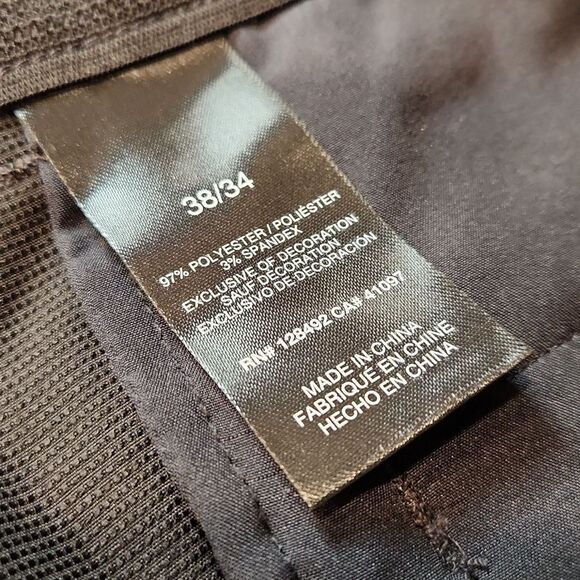 38/34
97% POLYESTER / POLIÉSTER
3% SPANDEX
EXCLUSIVE OF DECORATION
SAUF DECORATION
EXCLUSIVO DE DECORACIÓN
RN# 128492 CA# 41097
MADE IN CHINA
FABRIQUÉ EN CHINE
HECHO EN CHINA